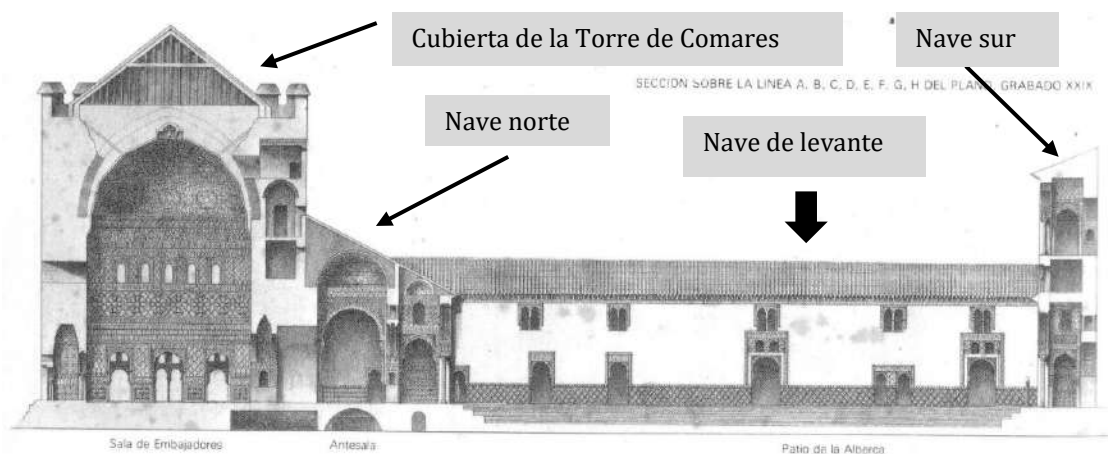 Cubierta de la Torre de Comares
Nave sur
SECCION SOBRE LA LINEA A, B, C, D, E, F, G, H DEL PLANO, GRABADO XXIX
Nave norte
Nave de levante
Sala de Embajadores
Antesala
Patio de la Alberca